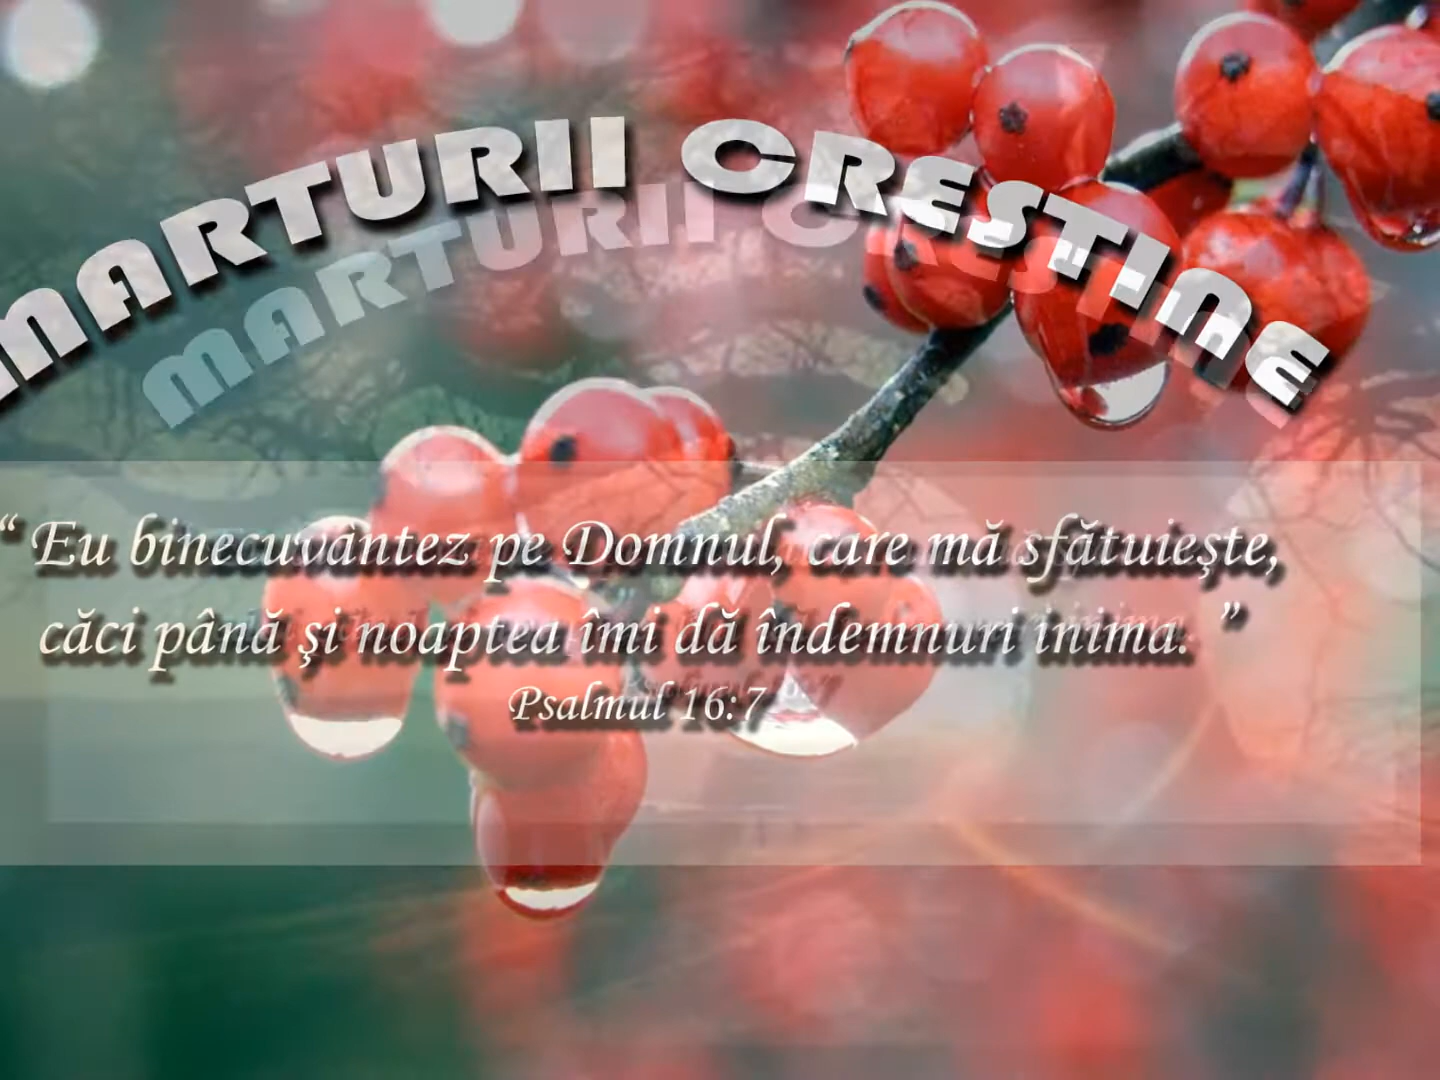 MARTURII CRESTINE
MARTURII CREST
“ Eu binecuvântez pe Domnul, care mă sfătuieşte,
căci până şi noaptea îmi dă îndemnuri inima. ”
Psalmul 16:7